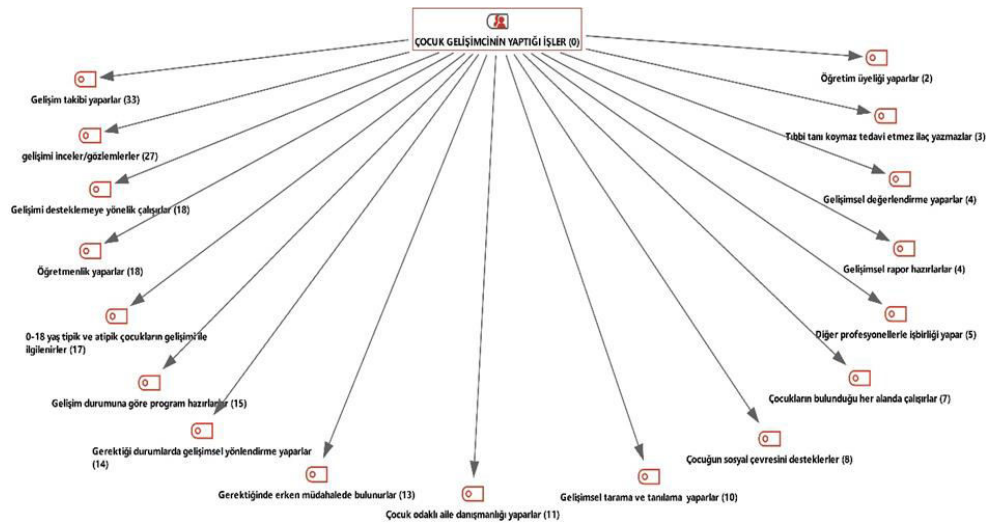 ÇOCUK GELİŞİMCİNİN YAPTIĞI İŞLER (0)
Gelişim takibi yaparlar (33)
gelişimi inceler/gözlemlerler (27)
Gelişimi desteklemeye yönelik çalışırlar (18)
Öğretmenlik yaparlar (18)
0-18 yaş tipik ve atipik çocukların gelişimi ile
ilgilenirler (17)
Gelişim durumuna göre program hazırlarlar (15)
Gerektiği durumlarda gelişimsel yönlendirme yaparlar
(14)
Gerektiğinde erken müdahalede bulunurlar (13)
Çocuk odaklı aile danışmanlığı yaparlar (11)
Gelişimsel tarama ve tanılama yaparlar (10)
Çocuğun sosyal çevresini desteklerler (8)
Çocukların bulunduğu her alanda çalışırlar (7)
Diğer profesyonellerle işbirliği yapar (5)
Gelişimsel rapor hazırlarlar (4)
Gelişimsel değerlendirme yaparlar (4)
Tıbbi tanı koymaz tedavi etmez ilaç yazmazlar (3)
Öğretim üyeliği yaparlar (2)